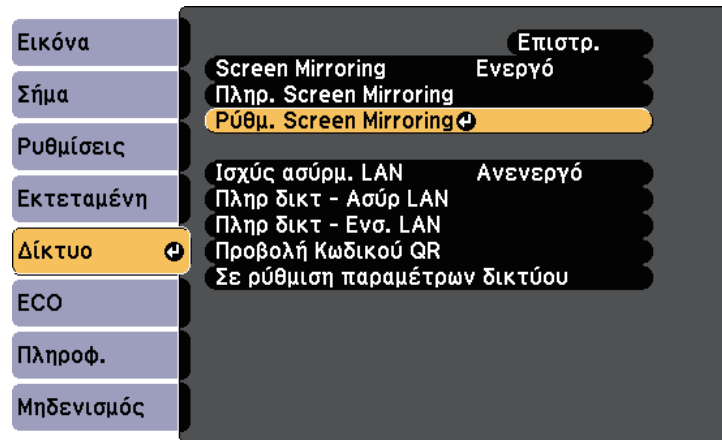 Εικόνα
Σήμα
Ρυθμίσεις
Εκτεταμένη
Δίκτυο
ECO
Πληροφ.
Μηδενισμός
Επιστρ.
Screen Mirroring Ενεργό
Πληρ. Screen Mirroring
Ρύθμ. Screen Mirroring
Ισχύς ασύρμ. LAN Ανενεργό
Πληρ δικτ - Ασύρ LAN
Πληρ δικτ - Ενσ. LAN
Προβολή Κωδικού QR
Σε ρύθμιση παραμέτρων δικτύου